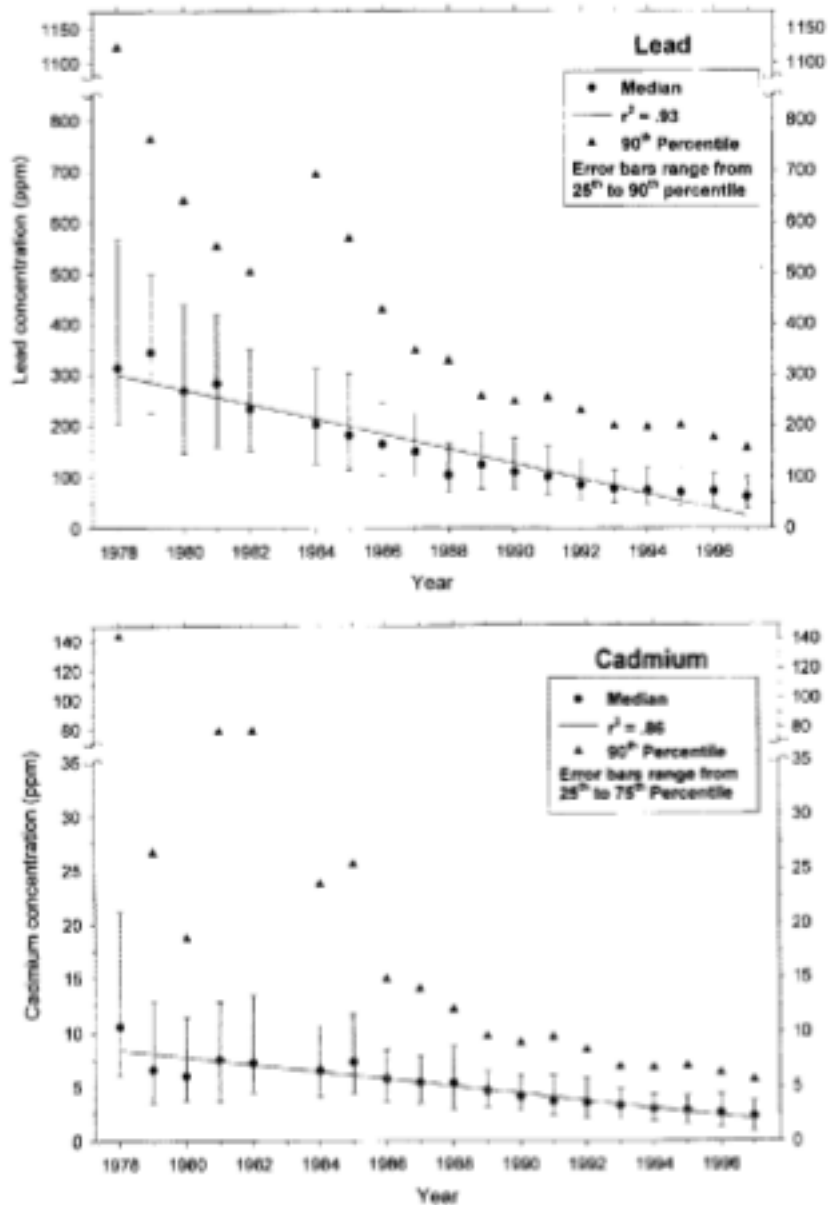 Lead
Median
r² = .93
90th Percentile
Error bars range from
25th to 90th percentile
Lead concentration (ppm)
1150
1100
800
700
600
500
400
300
200
100
0
1150
1100
800
700
600
500
400
300
200
100
0
1978 1980 1982 1984 1986 1988 1990 1992 1994 1996
Year
Cadmium
Median
r² = .86
90th Percentile
Error bars range from
25th to 75th Percentile
Cadmium concentration (ppm)
140
120
100
80
35
30
25
20
15
10
5
0
140
120
100
80
35
30
25
20
15
10
5
0
1978 1980 1982 1984 1986 1988 1990 1992 1994 1996
Year